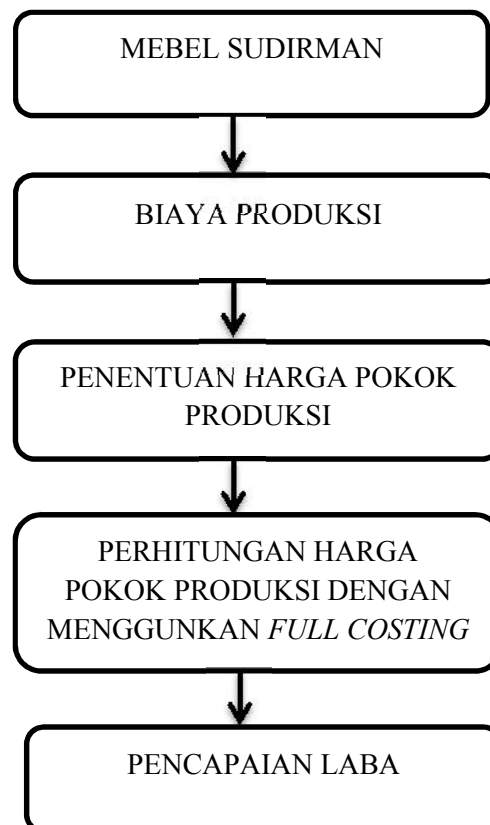 MEBEL SUDIRMAN
BIAYA PRODUKSI
PENENTUAN HARGA POKOK
PRODUKSI
PERHITUNGAN HARGA
POKOK PRODUKSI DENGAN
MENGGUNKAN FULL COSTING
PENCAPAIAN LABA